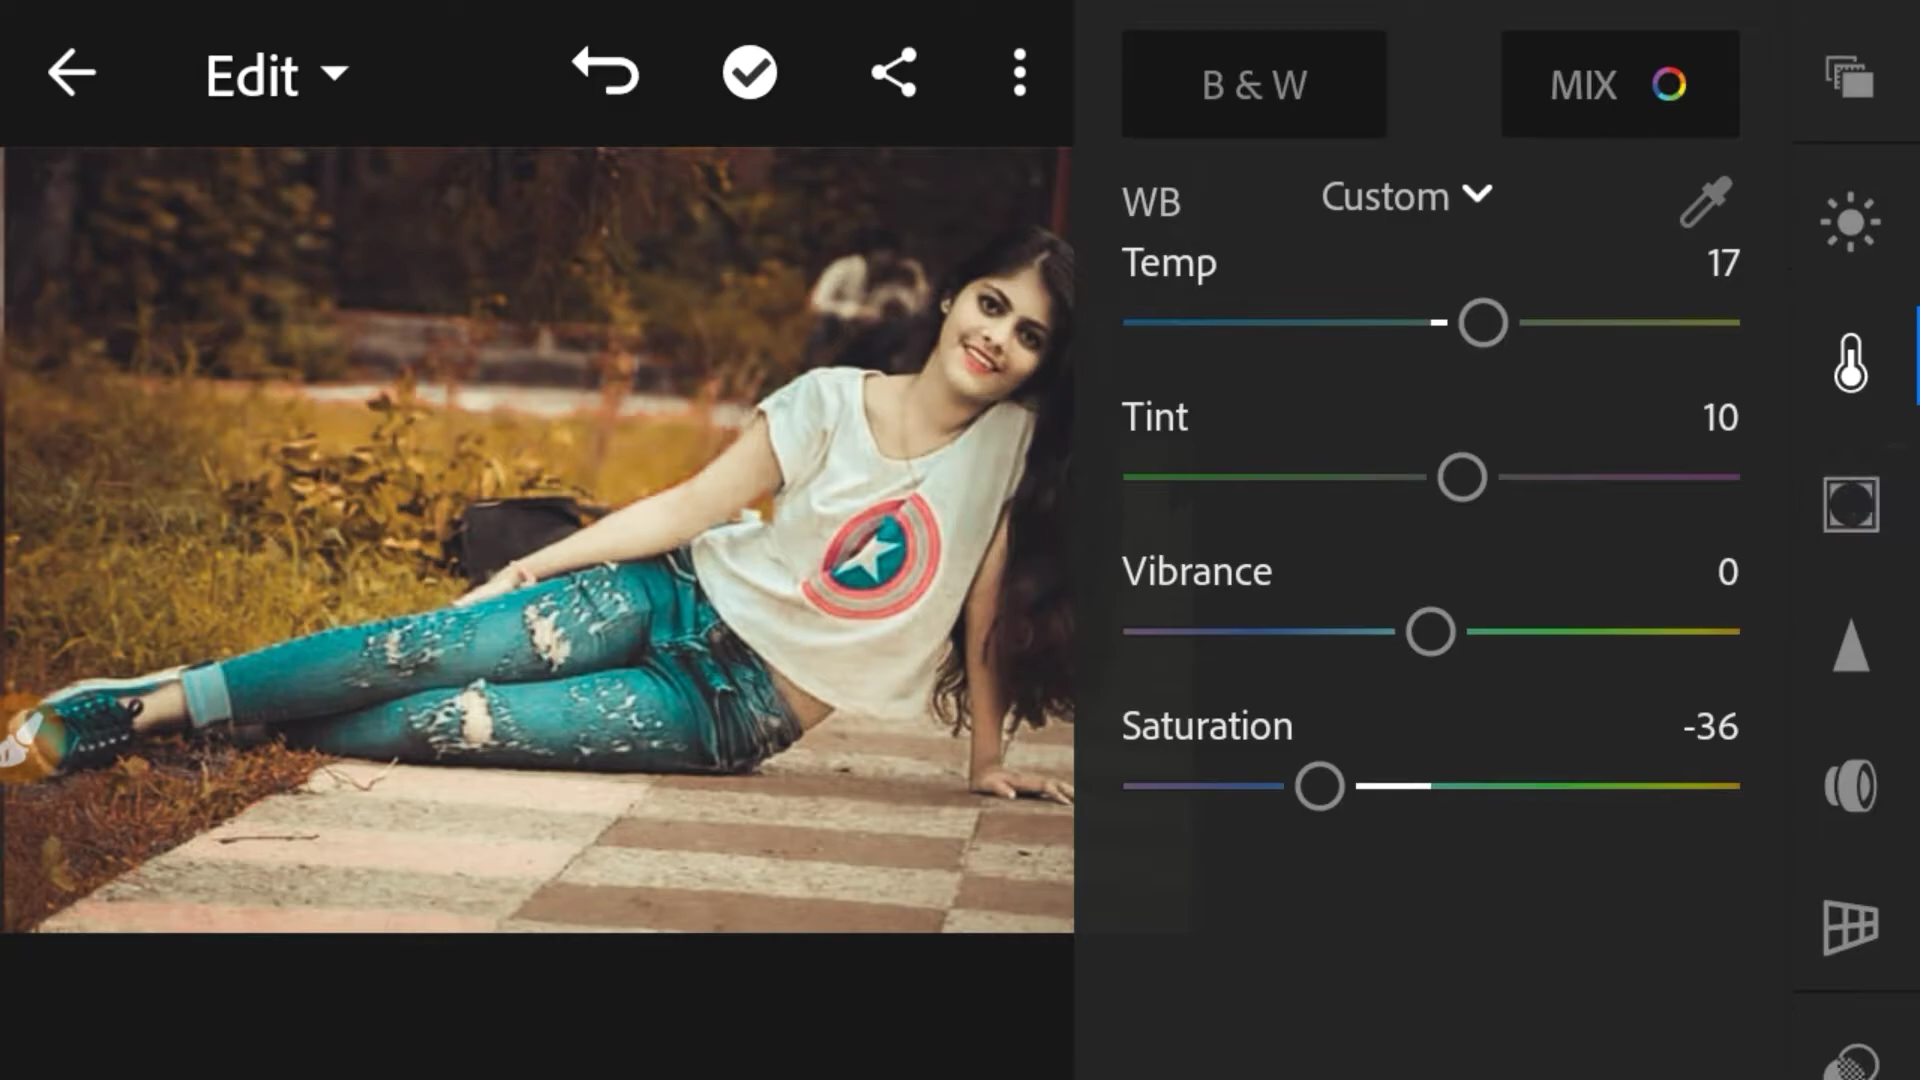 Edit
B & W
MIX
WB
Custom
Temp
17
Tint
10
Vibrance
0
Saturation
-36